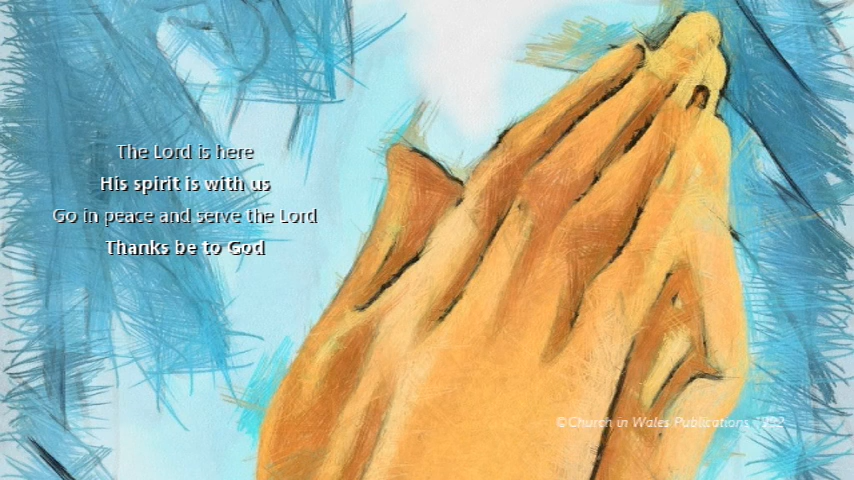 The Lord is here
His spirit is with us
Go in peace and serve the Lord
Thanks be to God
©Church in Wales Publications